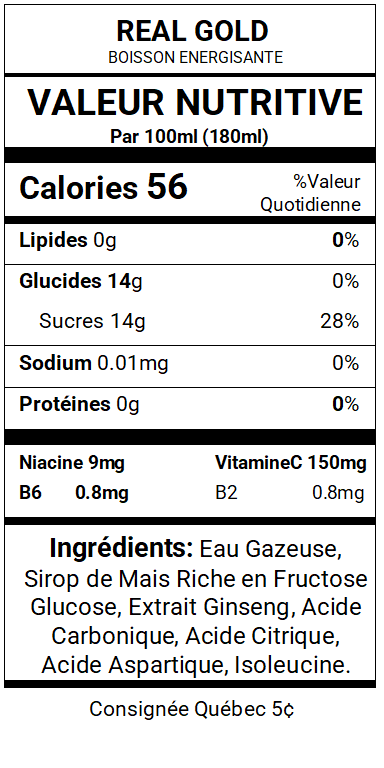 REAL GOLD
BOISSON ENERGISANTE
VALEUR NUTRITIVE
Par 100ml (180ml)
Calories 56
%Valeur
Quotidienne
Lipides 0g 0%
Glucides 14g 0%
Sucres 14g 28%
Sodium 0.01mg 0%
Protéines 0g 0%
Niacine 9mg VitamineC 150mg
B6 0.8mg B2 0.8mg
Ingrédients: Eau Gazeuse,
Sirop de Mais Riche en Fructose
Glucose, Extrait Ginseng, Acide
Carbonique, Acide Citrique,
Acide Aspartique, Isoleucine.
Consignée Québec 5¢